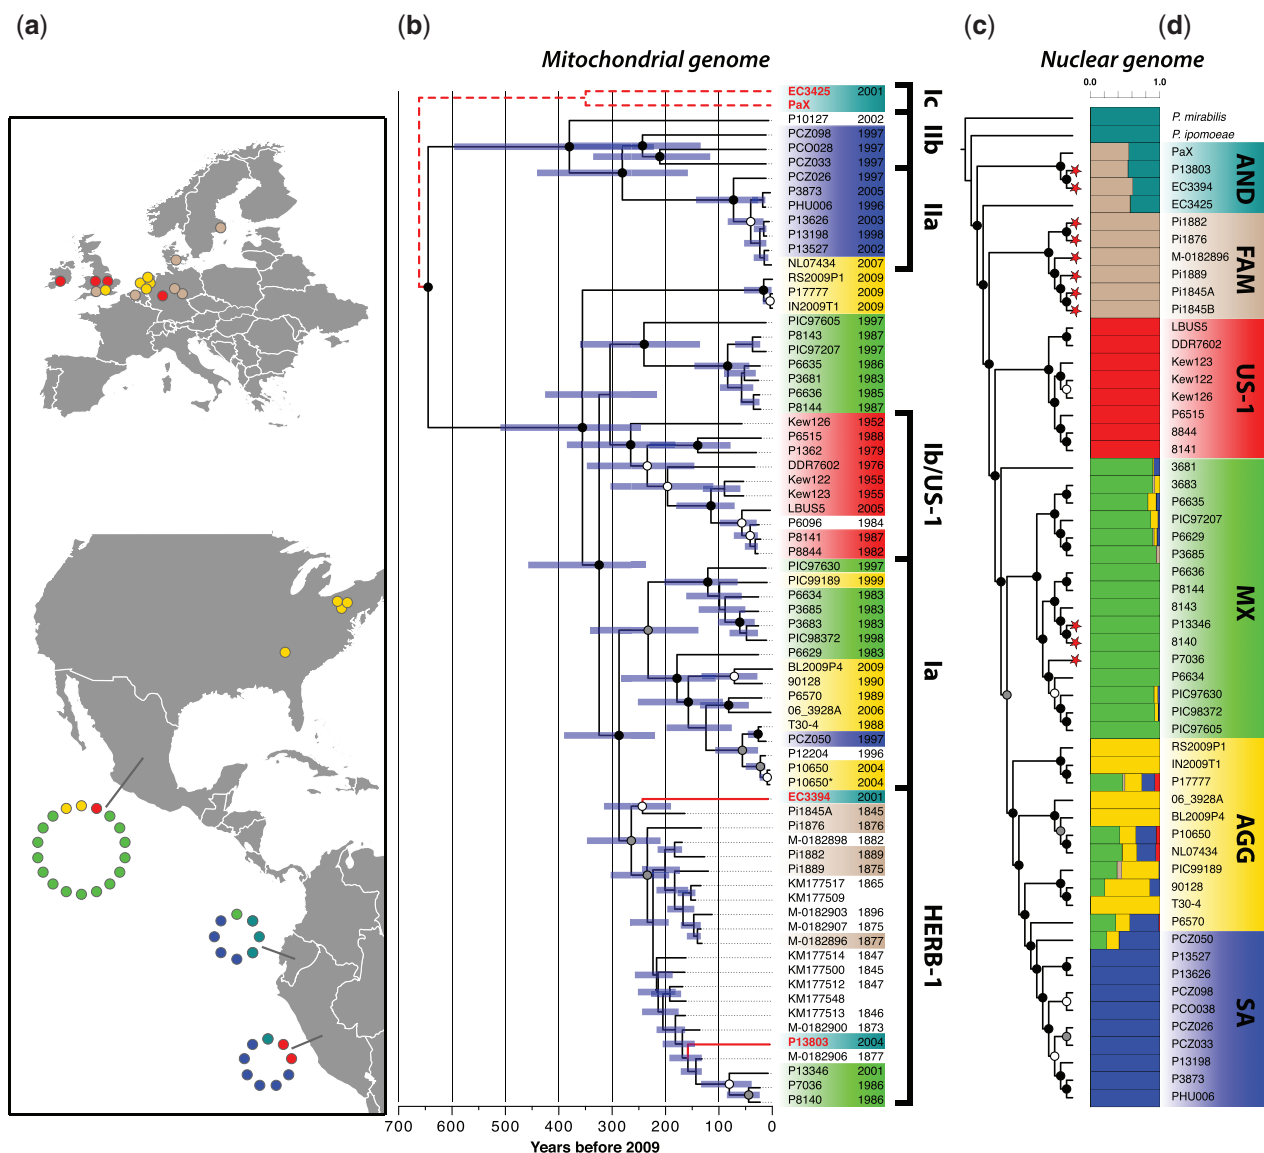 (a)
(b)
(c)
(d)
Mitochondrial genome
Nuclear genome
EC3425 2001
PaX
P10127 2002
PCZ098 1997
PCO028 1997
PCZ033 1997
PCZ026 1997
P3873 2005
PHU006 1996
P13626 2003
P13198 1998
P13527 2002
NL07434 2007
RS2009P1 2009
P17777 2009
IN2009T1 2009
PIC97605 1997
P8143 1987
PIC97207 1997
P6635 1986
P3681 1983
P6636 1985
P8144 1987
Kew126 1952
P6515 1988
P1362 1979
DDR7602 1976
Kew122 1955
Kew123 1955
LBUS5 2005
P6096 1984
P8141 1987
P8844 1982
PIC97630 1997
PIC99189 1999
P6634 1983
P3685 1983
P3683 1983
PIC98372 1998
P6629 1983
BL2009P4 2009
90128 1990
P6570 1989
06_3928A 2006
T30-4 1988
PCZ050 1997
P12204 1996
P10650 2004
P10650* 2004
EC3394 2001
Pi1845A 1845
Pi1876 1876
M-0182898 1882
Pi1882 1889
Pi1889 1875
KM177517 1865
KM177509
M-0182903 1896
M-0182907 1875
M-0182896 1877
KM177514 1847
KM177500 1845
KM177512 1847
KM177548
KM177513 1846
M-0182900 1873
P13803 2004
M-0182906 1877
P13346 2001
P7036 1986
P8140 1986
Ic
IIb
IIa
Ib/US-1
Ia
HERB-1
700 600 500 400 300 200 100 0
Years before 2009
0.0 1.0
P. mirabilis
P. ipomoeae
PaX
P13803
EC3394
EC3425
Pi1882
Pi1876
M-0182896
Pi1889
Pi1845A
Pi1845B
LBUS5
DDR7602
Kew123
Kew122
Kew126
P6515
8844
8141
3681
3683
P6635
PIC97207
P6629
P3685
P6636
P8144
8143
P13346
8140
P7036
P6634
PIC97630
PIC98372
PIC97605
RS2009P1
IN2009T1
P17777
06_3928A
BL2009P4
P10650
NL07434
PIC99189
90128
T30-4
P6570
PCZ050
P13527
P13626
PCZ098
PCO038
PCZ026
PCZ033
P13198
P3873
PHU006
AND
FAM
US-1
MX
AGG
SA